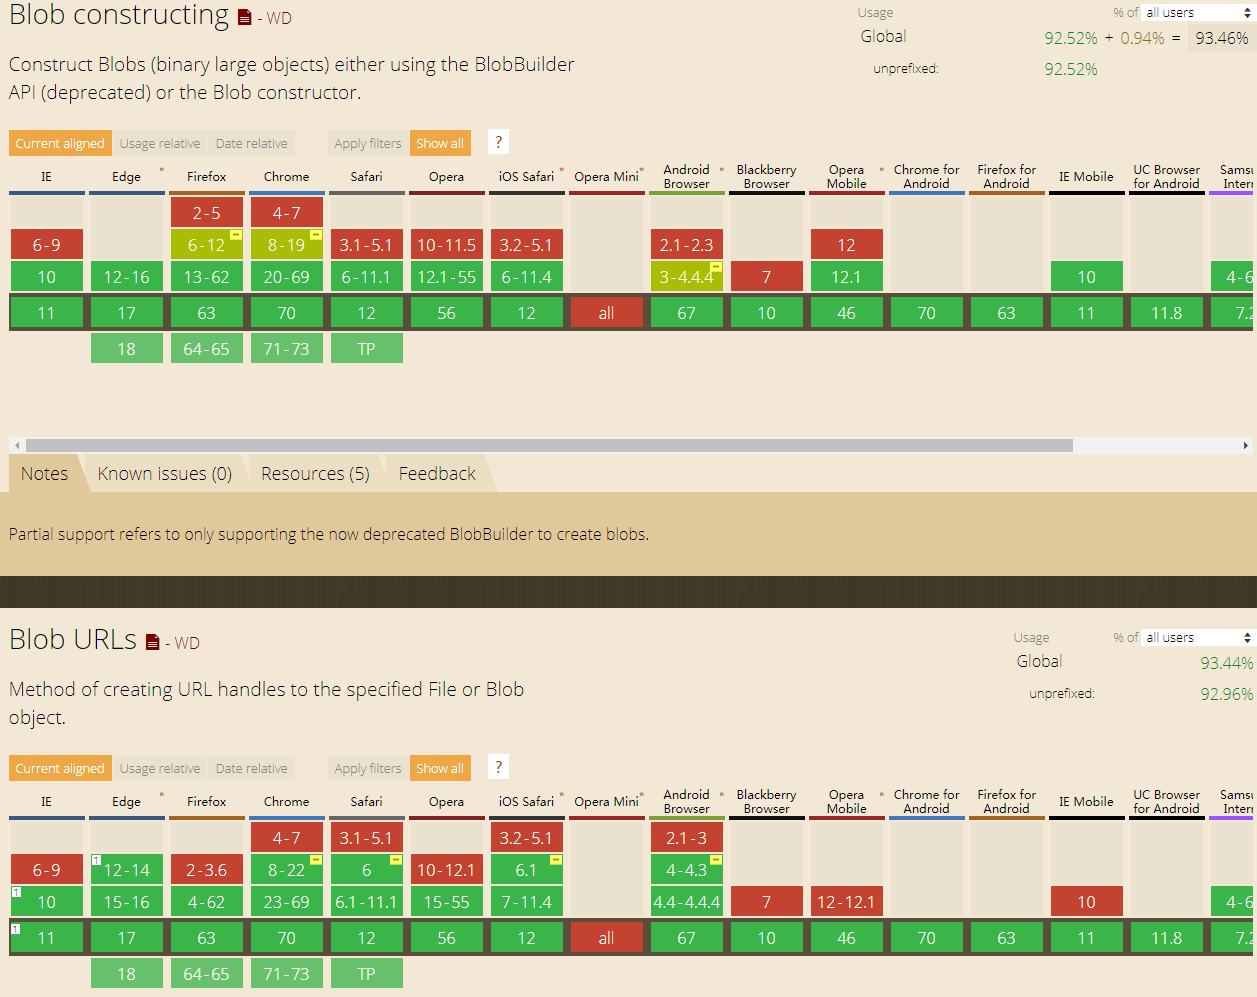 Blob constructing - WD
Usage % of all users
Global 92.52% + 0.94% = 93.46%
unprefixed: 92.52%
Construct Blobs (binary large objects) either using the BlobBuilder
API (deprecated) or the Blob constructor.
Current aligned Usage relative Date relative Apply filters Show all ?
IE Edge * Firefox Chrome Safari Opera iOS Safari * Opera Mini * Android Browser * Blackberry Browser Opera Mobile * Chrome for Android Firefox for Android IE Mobile UC Browser for Android
2-5 4-7
6-9 6-12 8-19 3.1-5.1 10-11.5 3.2-5.1 2.1-2.3 12
10 12-16 13-62 20-69 6-11.1 12.1-55 6-11.4 3-4.4.4 7 12.1 10 4-6
11 17 63 70 12 56 12 all 67 10 46 70 63 11 11.8 7.2
18 64-65 71-73 TP
Notes Known issues (0) Resources (5) Feedback
Partial support refers to only supporting the now deprecated BlobBuilder to create blobs.
Blob URLs - WD
Usage % of all users
Global 93.44%
unprefixed: 92.96%
Method of creating URL handles to the specified File or Blob
object.
Current aligned Usage relative Date relative Apply filters Show all ?
IE Edge * Firefox Chrome Safari Opera iOS Safari * Opera Mini * Android Browser * Blackberry Browser Opera Mobile * Chrome for Android Firefox for Android IE Mobile UC Browser for Android
4-7 3.1-5.1 3.2-5.1 2.1-3
6-9 1 12-14 2-3.6 8-22 6 10-12.1 6.1 4-4.3
1 10 15-16 4-62 23-69 6.1-11.1 15-55 7-11.4 4.4-4.4.4 7 12-12.1 10 4-6
1 11 17 63 70 12 56 12 all 67 10 46 70 63 11 11.8 7.2
18 64-65 71-73 TP